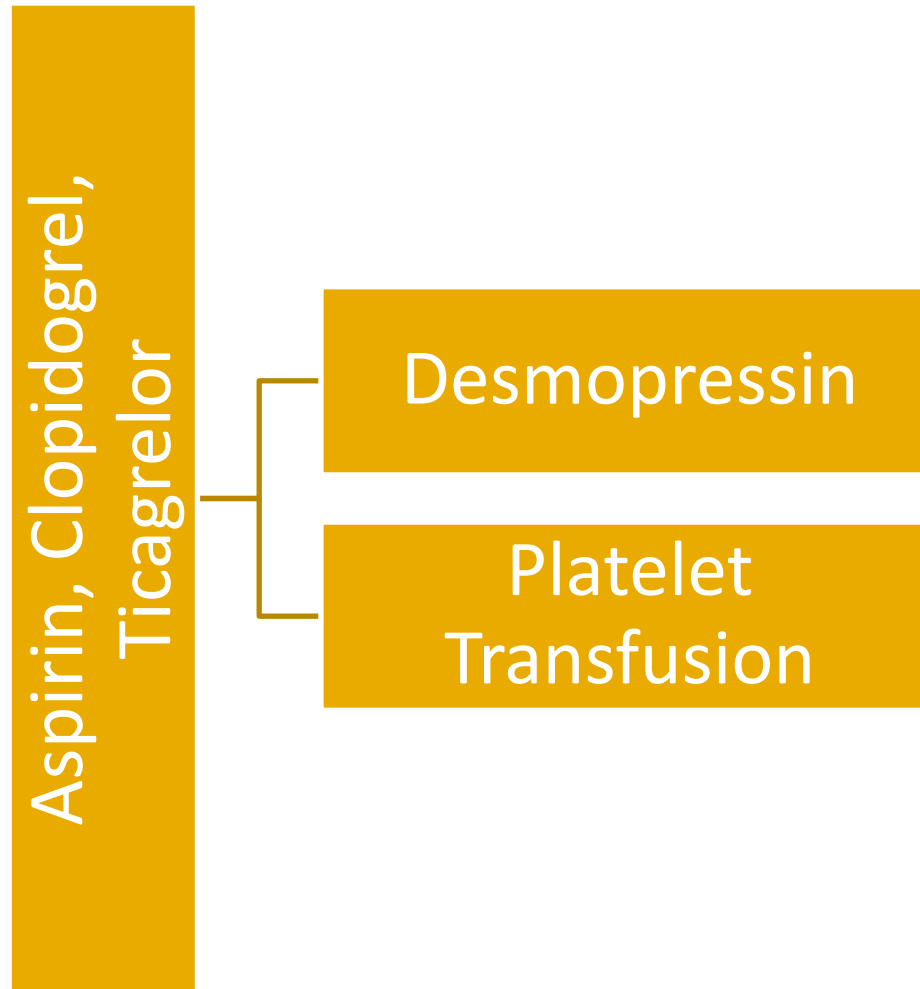 Aspirin, Clopidogrel,
Ticagrelor
Desmopressin
Platelet
Transfusion